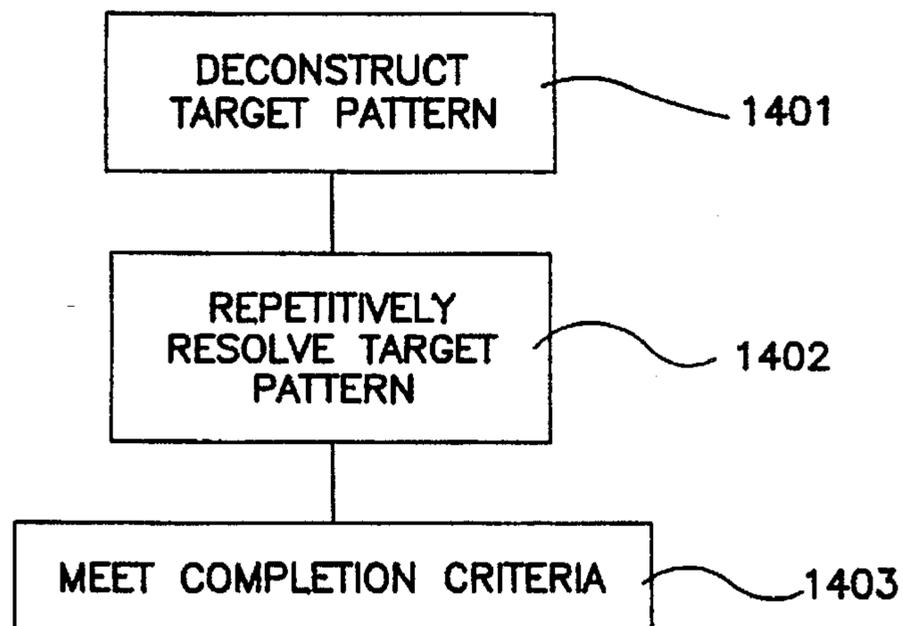 DECONSTRUCT
TARGET PATTERN
1401
REPETITIVELY
RESOLVE TARGET
PATTERN
1402
MEET COMPLETION CRITERIA
1403